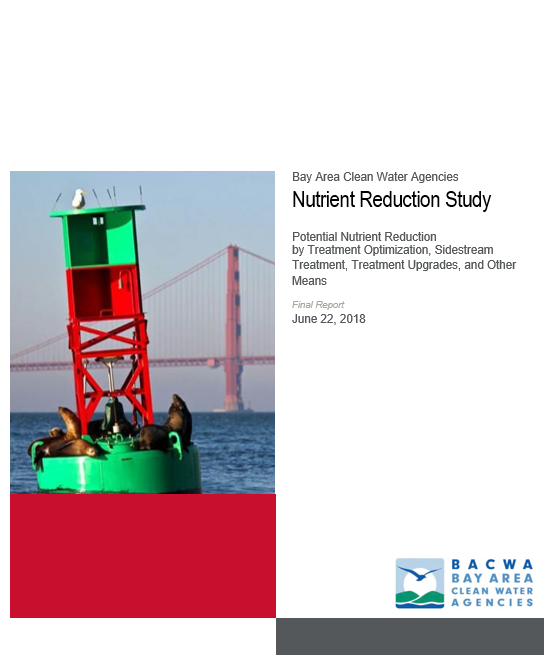 Bay Area Clean Water Agencies
Nutrient Reduction Study
Potential Nutrient Reduction
by Treatment Optimization, Sidestream
Treatment, Treatment Upgrades, and Other
Means
Final Report
June 22, 2018
BACWA
BAY AREA
CLEAN WATER
AGENCIES